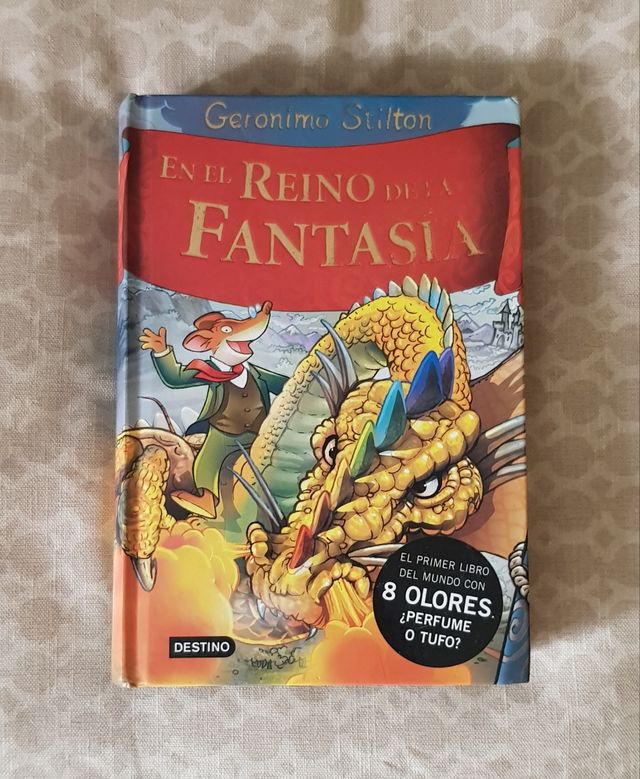 Geronimo Stilton
EN EL REINO DE LA
FANTASÍA
EL PRIMER LIBRO
DEL MUNDO CON
8 OLORES.
¿PERFUME
O TUFO?
DESTINO